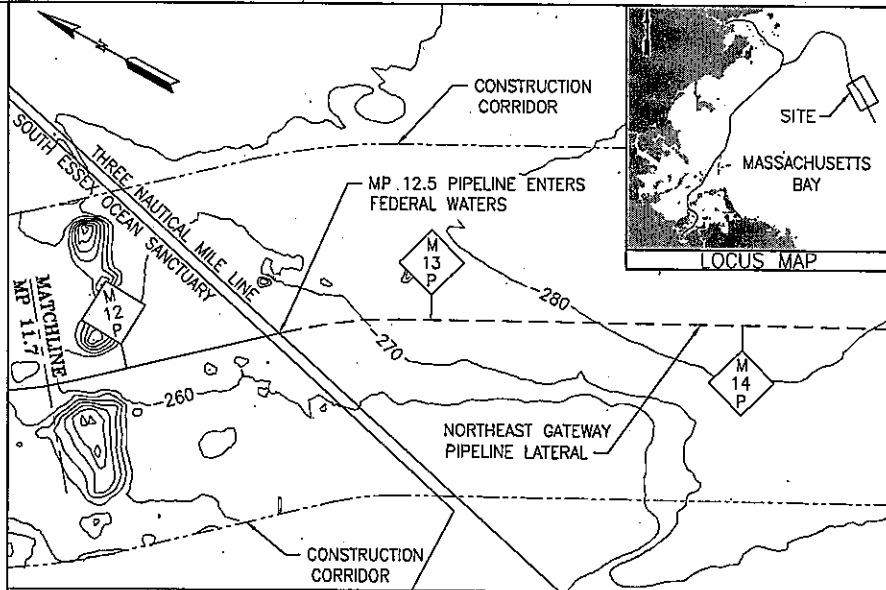 N
CONSTRUCTION
CORRIDOR
SITE
MASSACHUSETTS
BAY
LOCUS MAP
THREE NAUTICAL MILE LINE
SOUTH ESSEX OCEAN SANCTUARY
MP 12.5 PIPELINE ENTERS
FEDERAL WATERS
M
13
P
280
270
M
12
P
MATCHLINE
MP 11.7
260
M
14
P
NORTHEAST GATEWAY
PIPELINE LATERAL
CONSTRUCTION
CORRIDOR